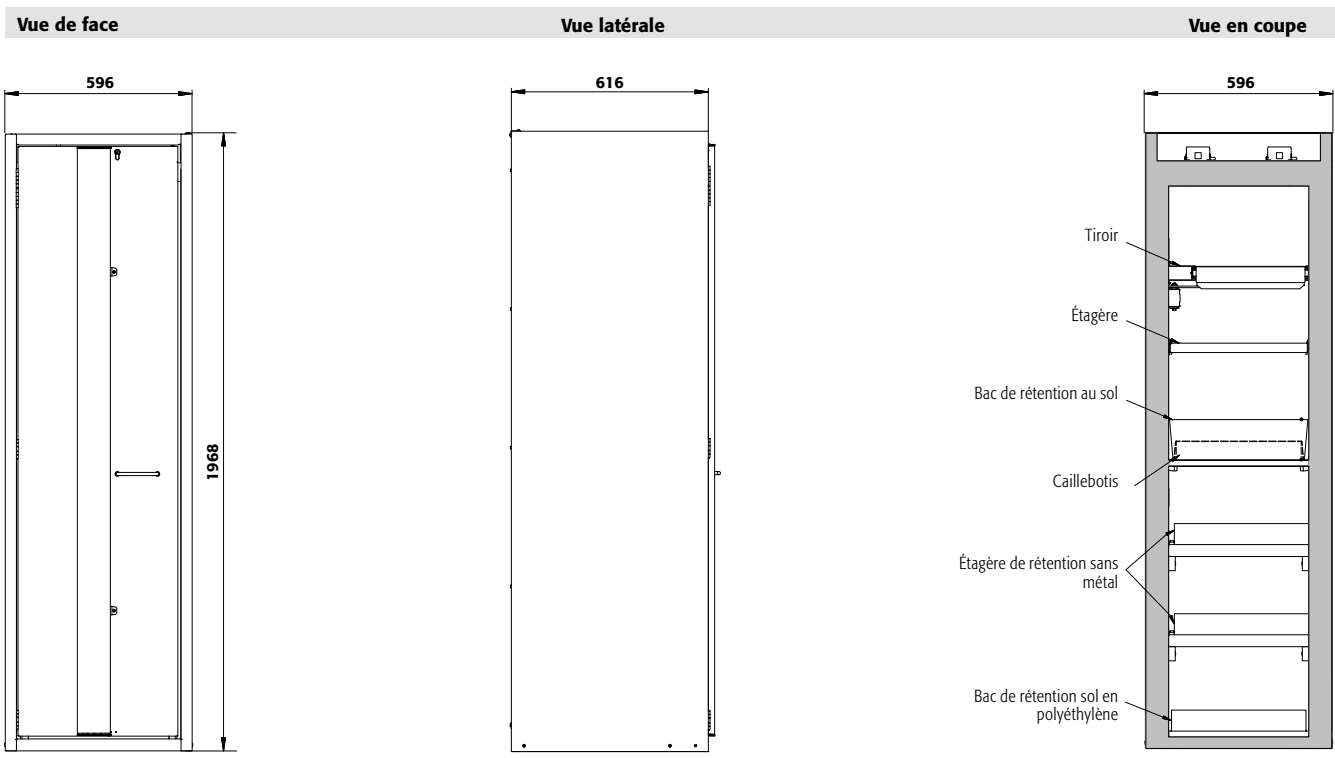 Vue de face
Vue latérale
Vue en coupe
596
616
596
1968
Tiroir
Étagère
Bac de rétention au sol
Caillebotis
Étagère de rétention sans
métal
Bac de rétention sol en
polyéthylène